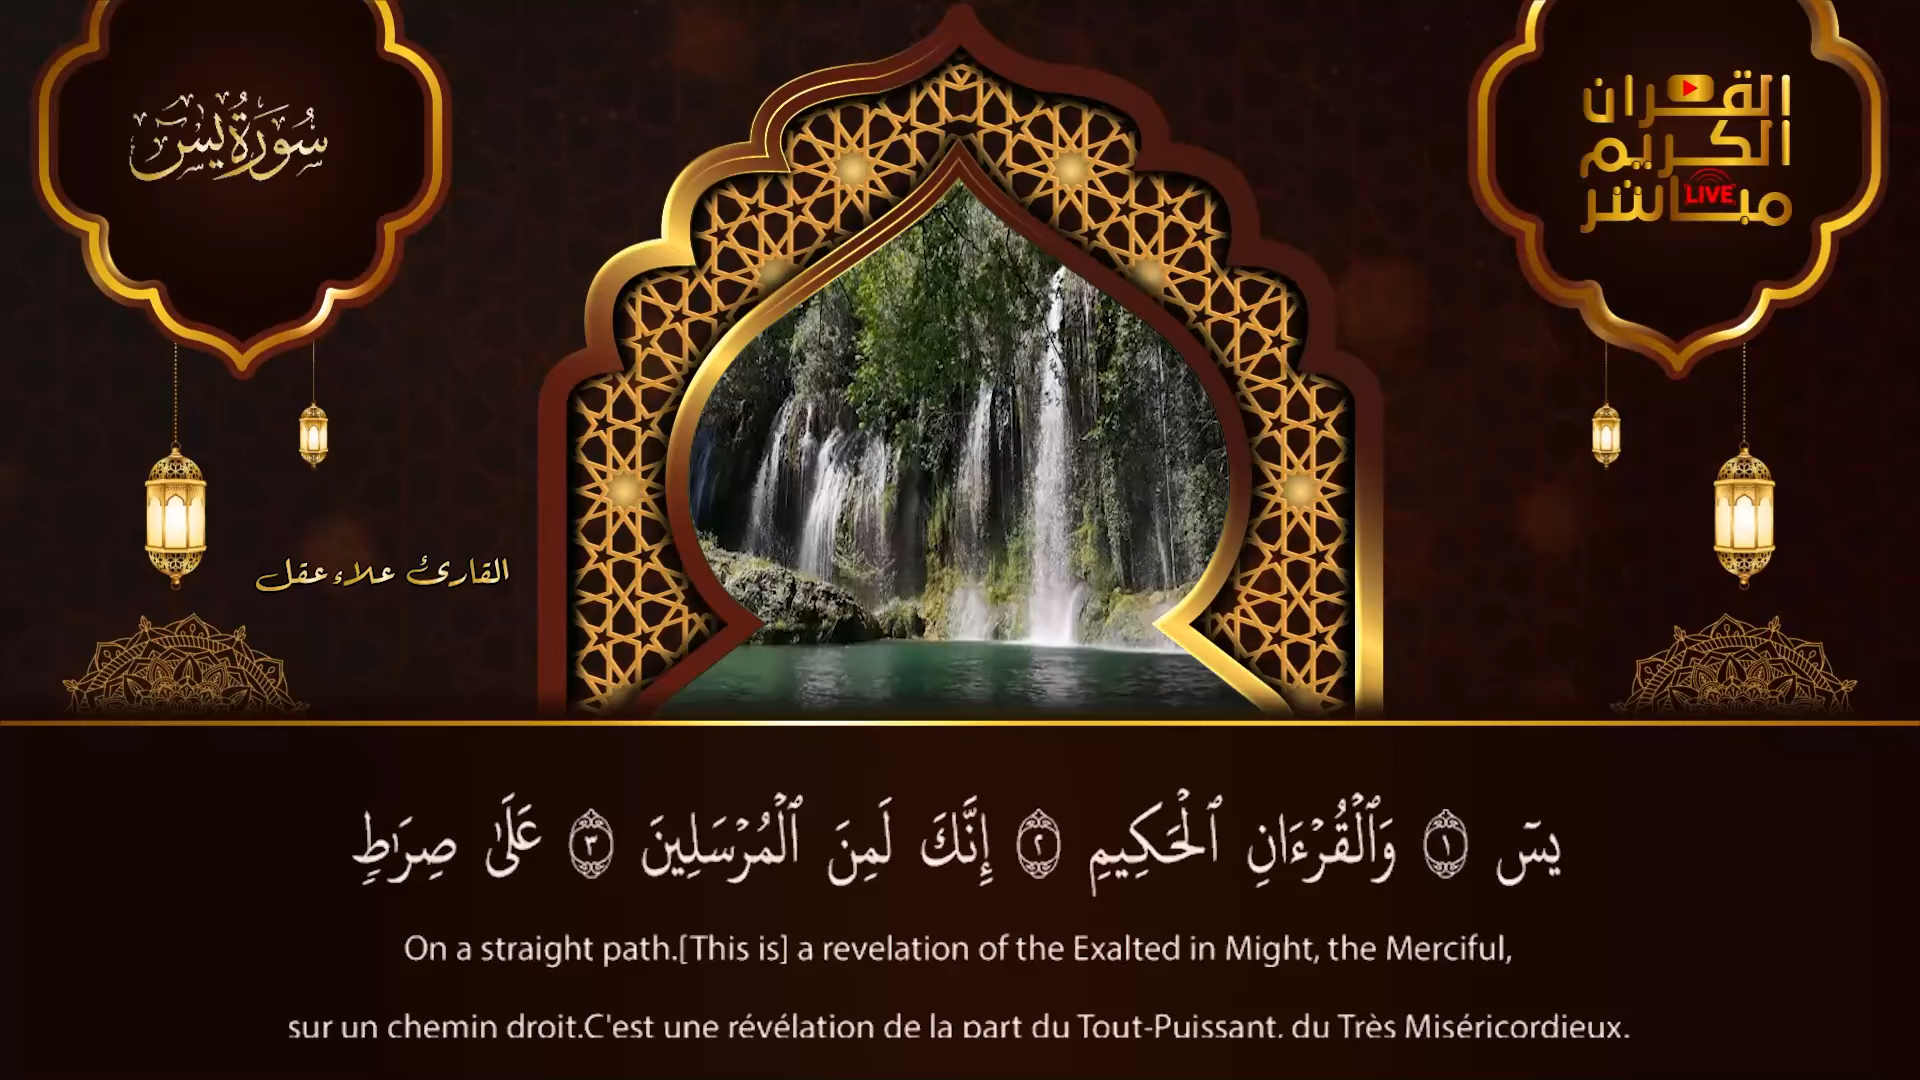 سُورَةُ يسٓ
القرآن
الكريم
مباشر
LIVE
القارئ علاء عقل
يسٓ ١ وَٱلْقُرْءَانِ ٱلْحَكِيمِ ٢ إِنَّكَ لَمِنَ ٱلْمُرْسَلِينَ ٣ عَلَىٰ صِرَٰطٍ
On a straight path.[This is] a revelation of the Exalted in Might, the Merciful,
sur un chemin droit.C'est une révélation de la part du Tout-Puissant, du Très Miséricordieux.